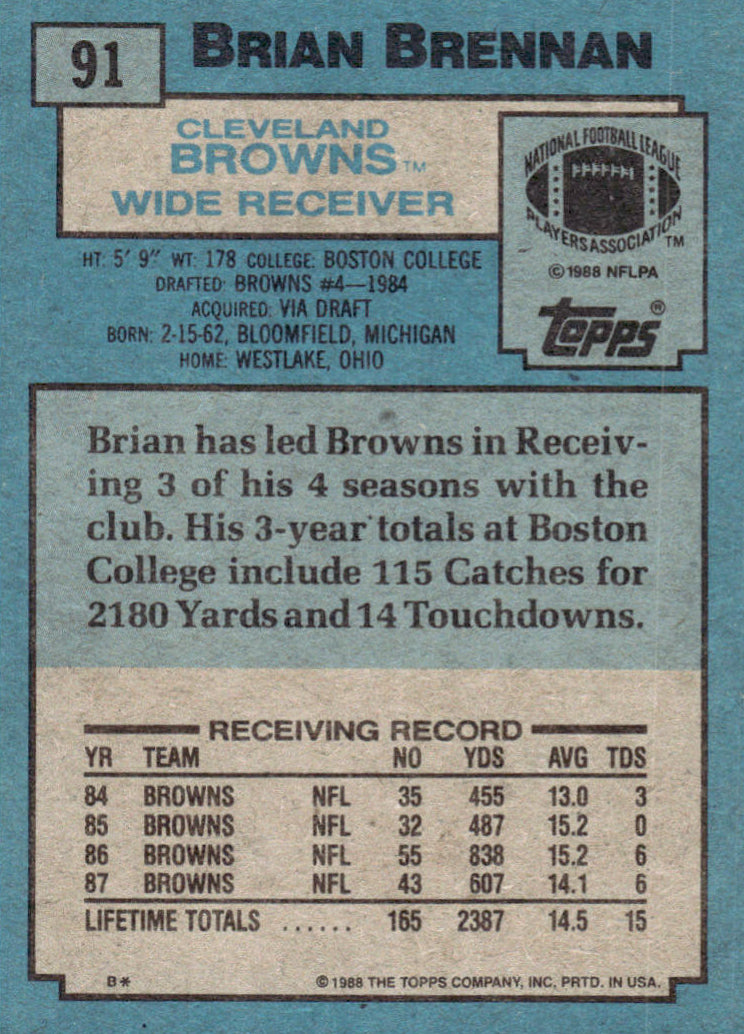 91
BRIAN BRENNAN
CLEVELAND
BROWNS™
WIDE RECEIVER
NATIONAL FOOTBALL LEAGUE
PLAYERS ASSOCIATION™
©1988 NFLPA
topps®
HT: 5' 9" WT: 178 COLLEGE: BOSTON COLLEGE
DRAFTED: BROWNS #4—1984
ACQUIRED: VIA DRAFT
BORN: 2-15-62, BLOOMFIELD, MICHIGAN
HOME: WESTLAKE, OHIO
Brian has led Browns in Receiv-
ing 3 of his 4 seasons with the
club. His 3-year totals at Boston
College include 115 Catches for
2180 Yards and 14 Touchdowns.
RECEIVING RECORD
YR TEAM NO YDS AVG TDS
84 BROWNS NFL 35 455 13.0 3
85 BROWNS NFL 32 487 15.2 0
86 BROWNS NFL 55 838 15.2 6
87 BROWNS NFL 43 607 14.1 6
LIFETIME TOTALS ...... 165 2387 14.5 15
B* ©1988 THE TOPPS COMPANY, INC. PRTD. IN USA.